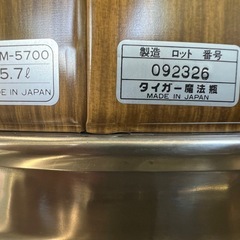 M-5700
5.7ℓ
MADE IN JAPAN
製造 ロット 番号
092326
タイガー魔法瓶
MADE IN JAPAN